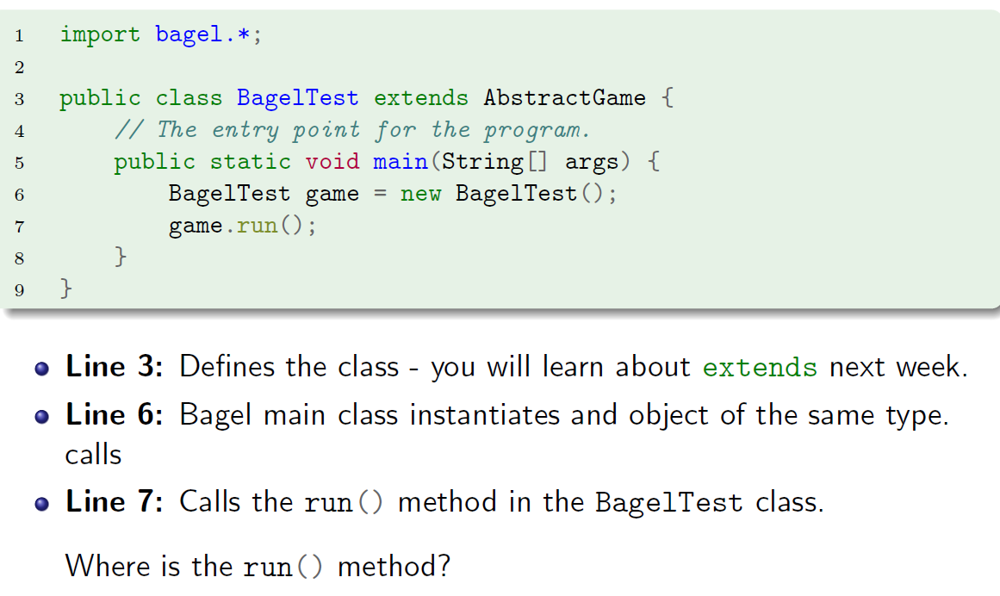 1 import bagel.*;
2
3 public class BagelTest extends AbstractGame {
4 // The entry point for the program.
5 public static void main(String[] args) {
6 BagelTest game = new BagelTest();
7 game.run();
8 }
9 }
Line 3: Defines the class - you will learn about extends next week.
Line 6: Bagel main class instantiates and object of the same type.
calls
Line 7: Calls the run() method in the BagelTest class.
Where is the run() method?